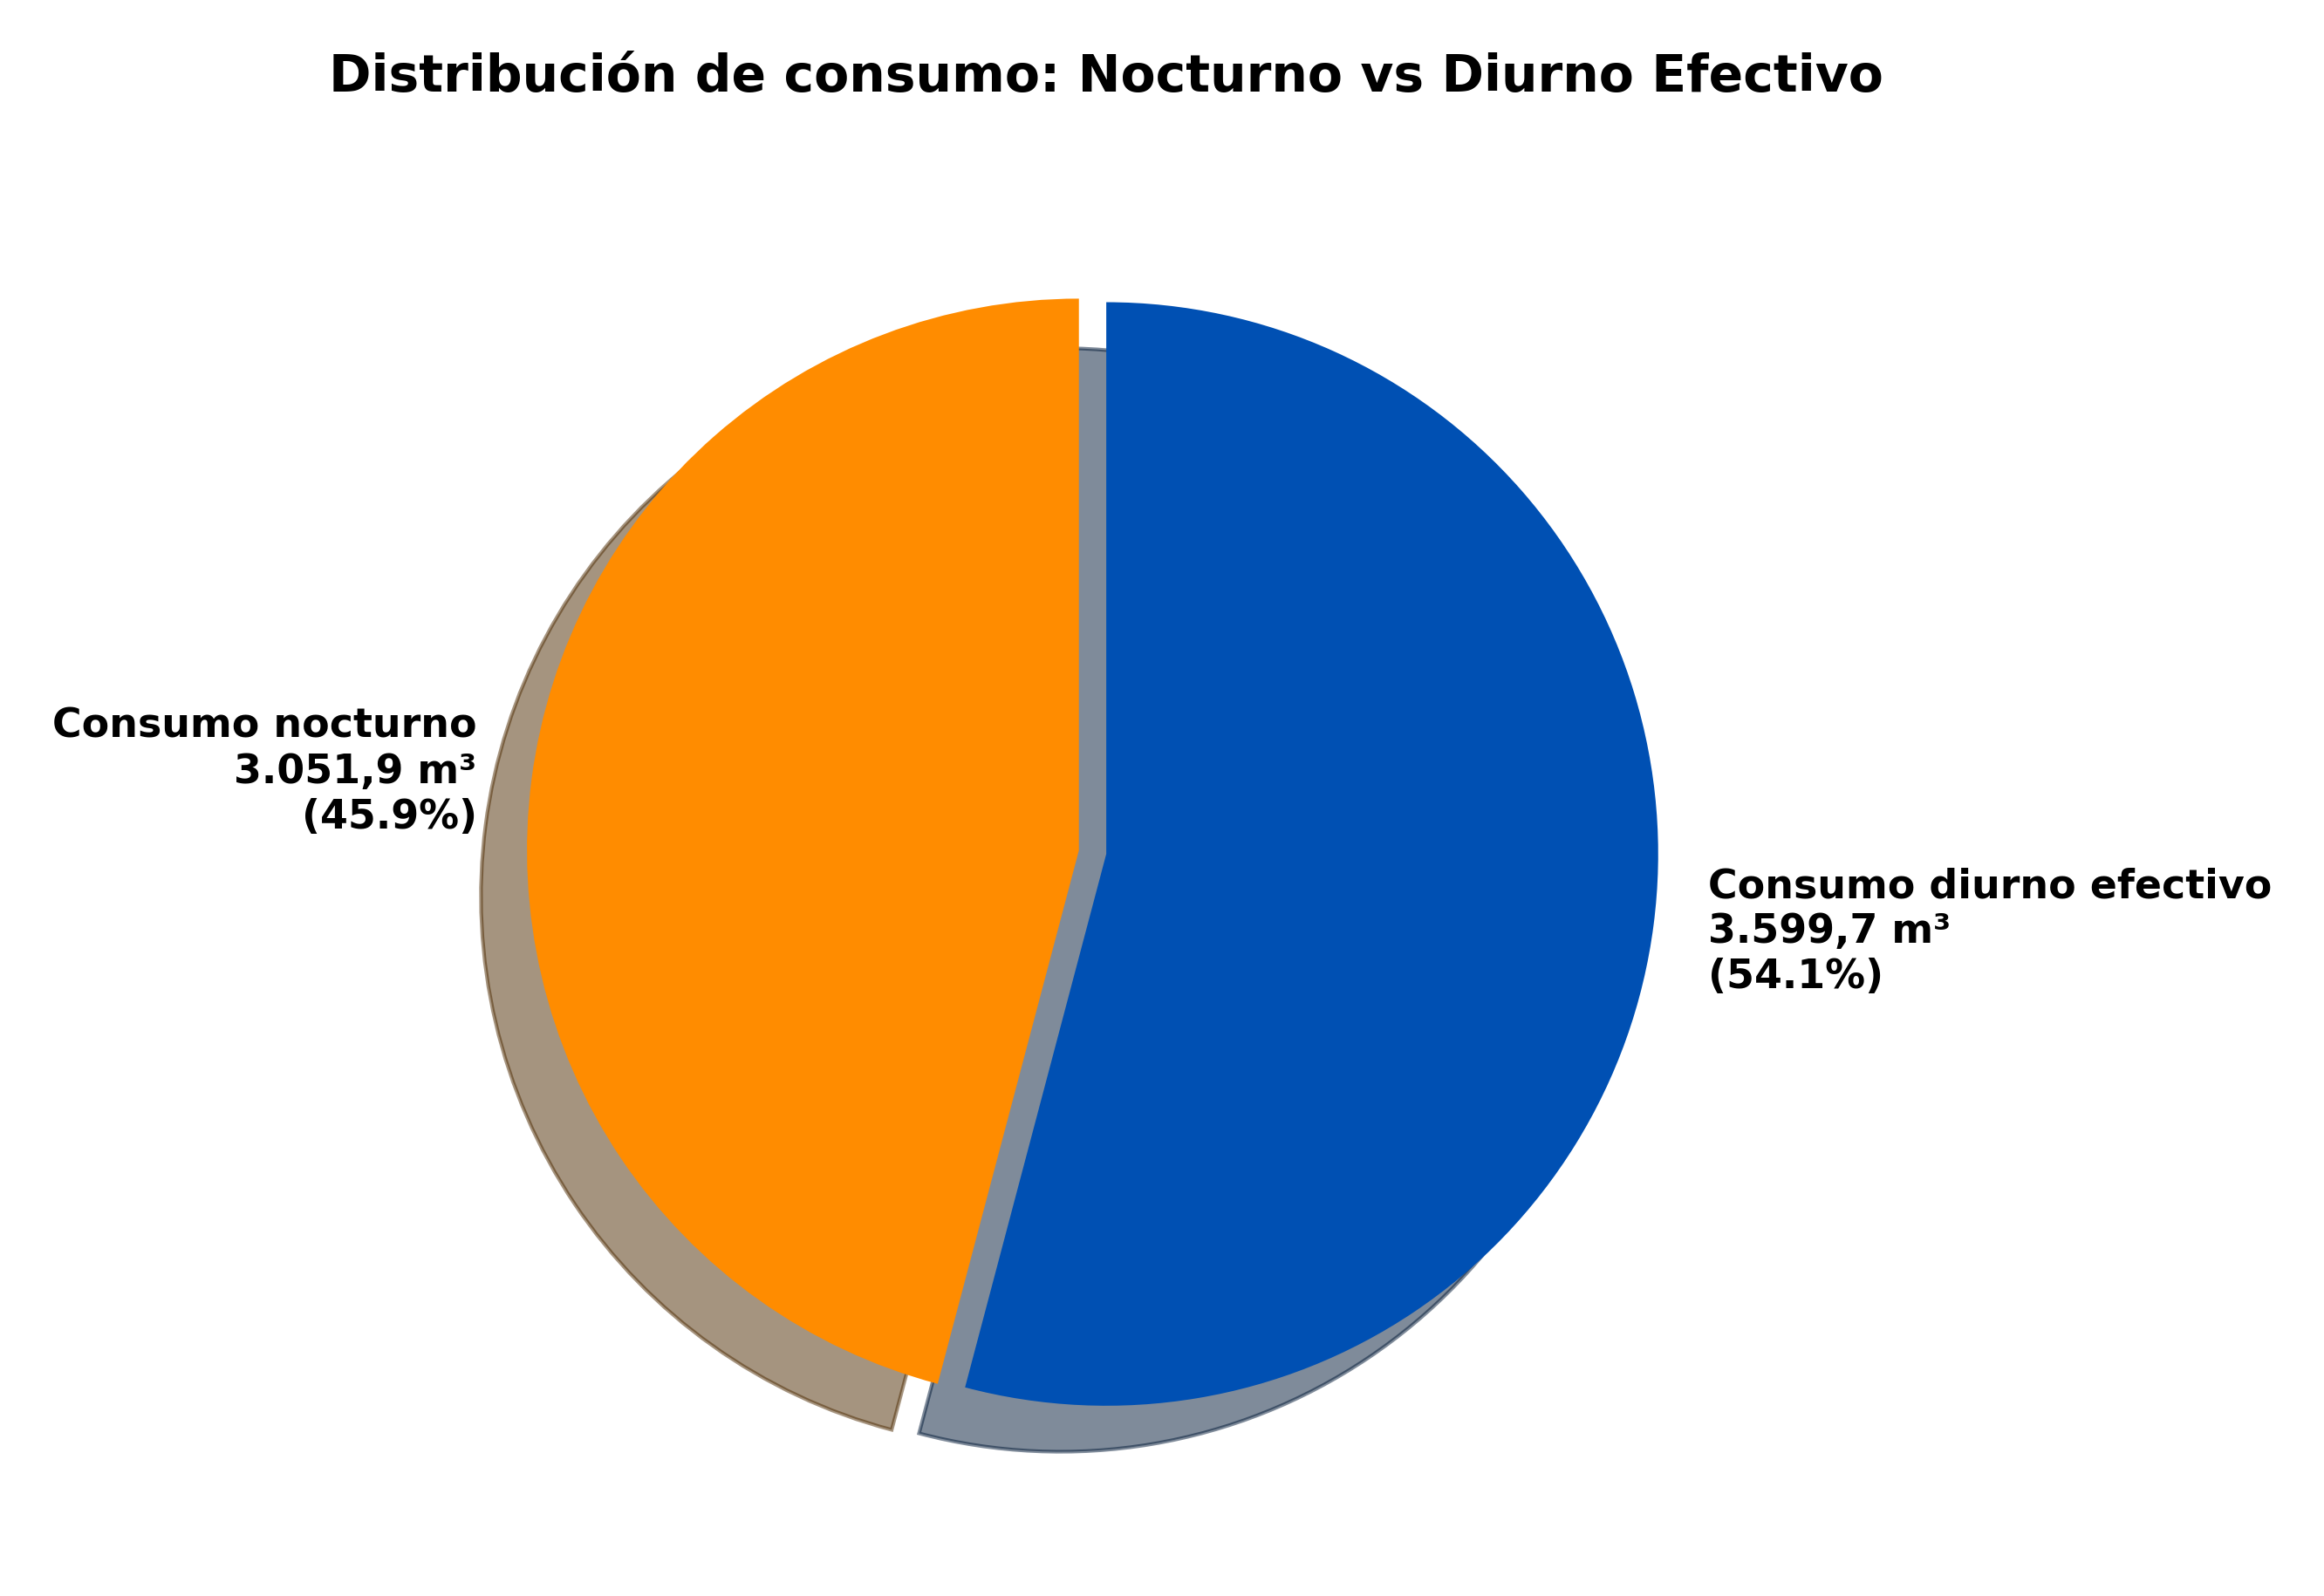 Distribución de consumo: Nocturno vs Diurno Efectivo
Consumo nocturno
3.051,9 m³
(45.9%)
Consumo diurno efectivo
3.599,7 m³
(54.1%)